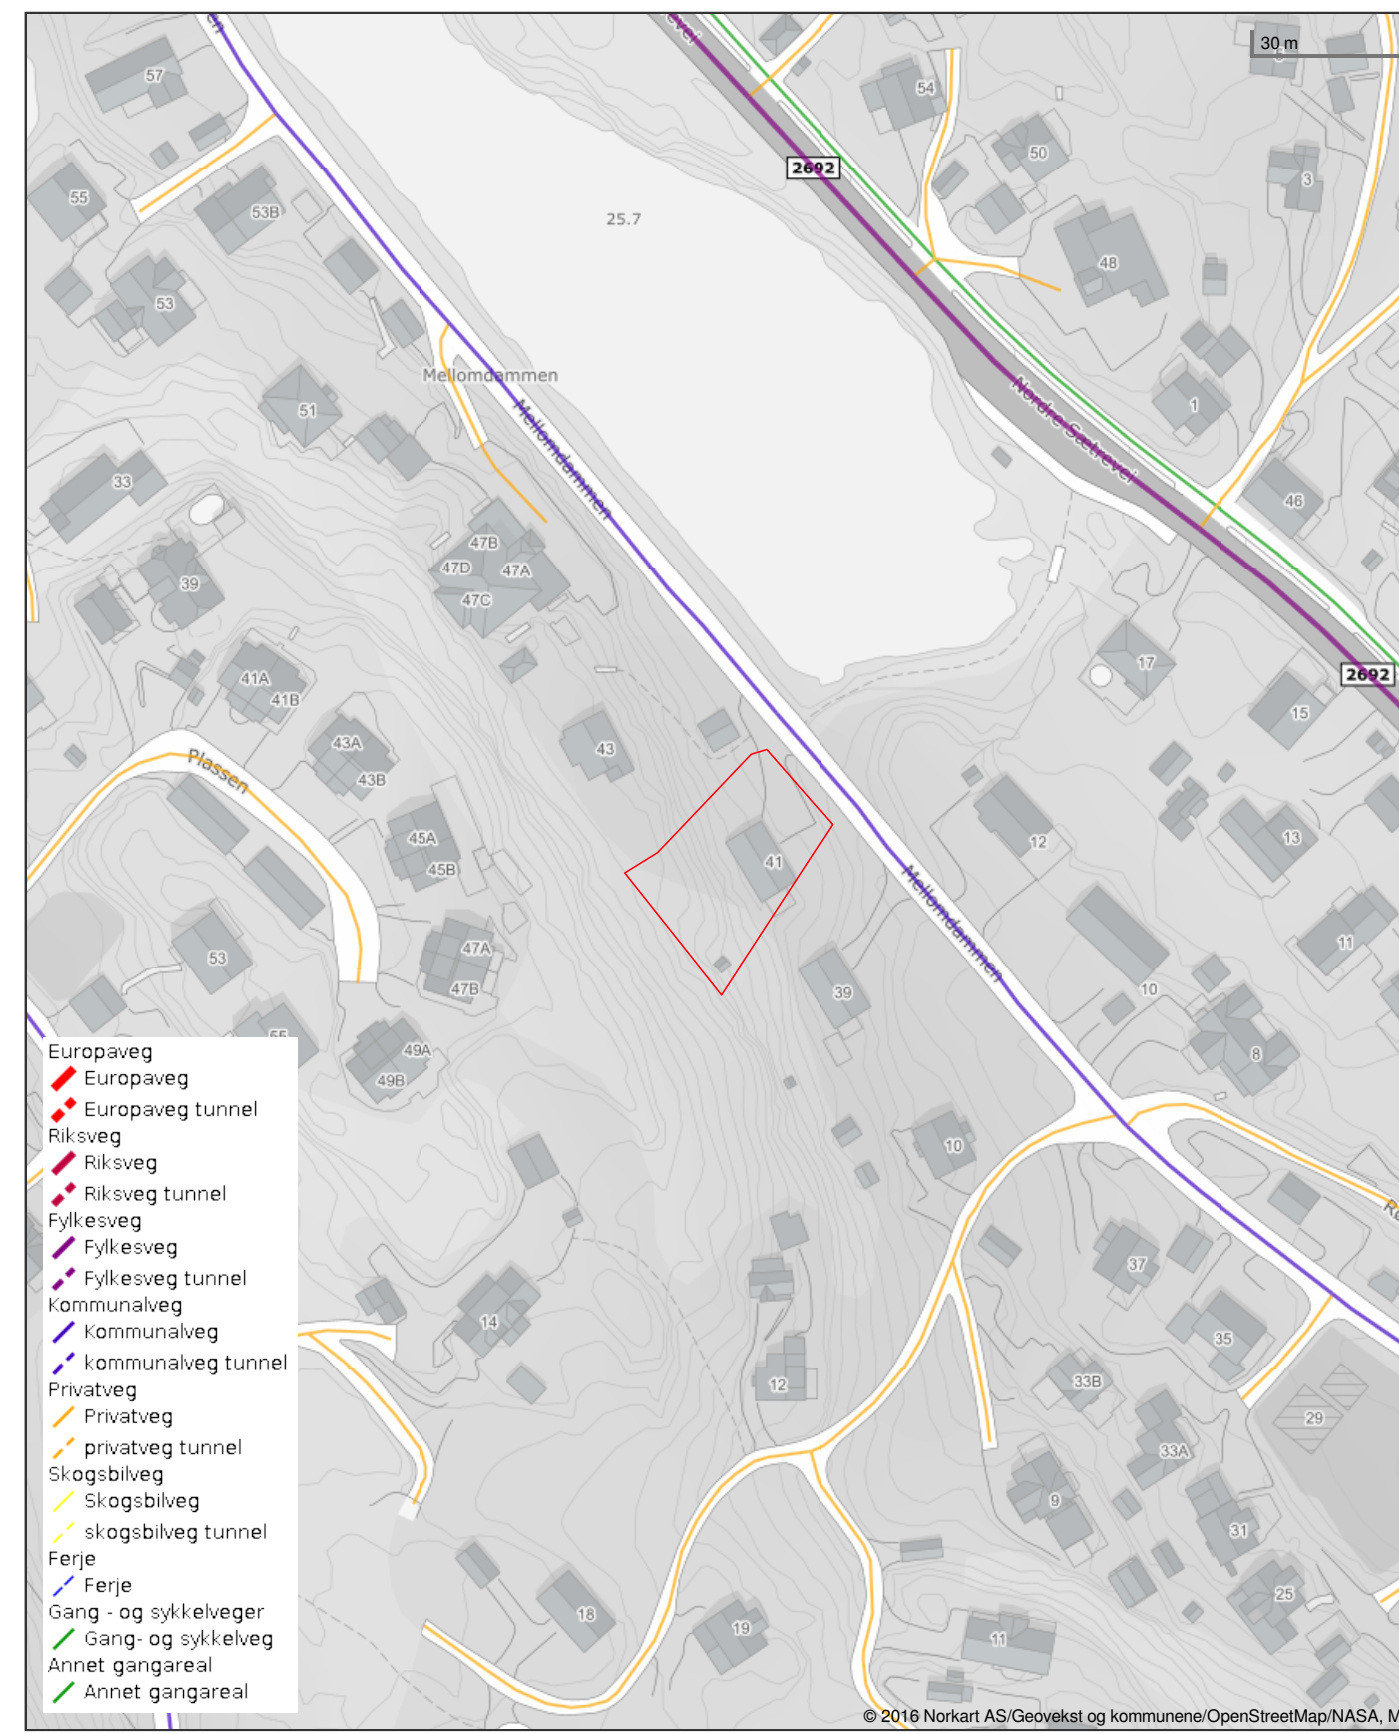 en
evei
30 m
57
54
50
2692
3
55
53B
25.7
48
53
Mellomdammen
1
51
Mellomdammen
Nordre Sætrevei
33
46
47B
47D
47A
47C
39
17
2692
41A
41B
15
43A
43
43B
Plassen
45A
45B
41
12
13
Mellomdammen
47A
47B
53
39
10
11
55
49A
49B
8
10
37
14
35
12
33B
29
33A
9
31
25
18
19
11
Europaveg
Europaveg
Europaveg tunnel
Riksveg
Riksveg
Riksveg tunnel
Fylkesveg
Fylkesveg
Fylkesveg tunnel
Kommunalveg
Kommunalveg
kommunalveg tunnel
Privatveg
Privatveg
privatveg tunnel
Skogsbilveg
Skogsbilveg
skogsbilveg tunnel
Ferje
Ferje
Gang - og sykkelveger
Gang- og sykkelveg
Annet gangareal
Annet gangareal
© 2016 Norkart AS/Geovekst og kommunene/OpenStreetMap/NASA, M